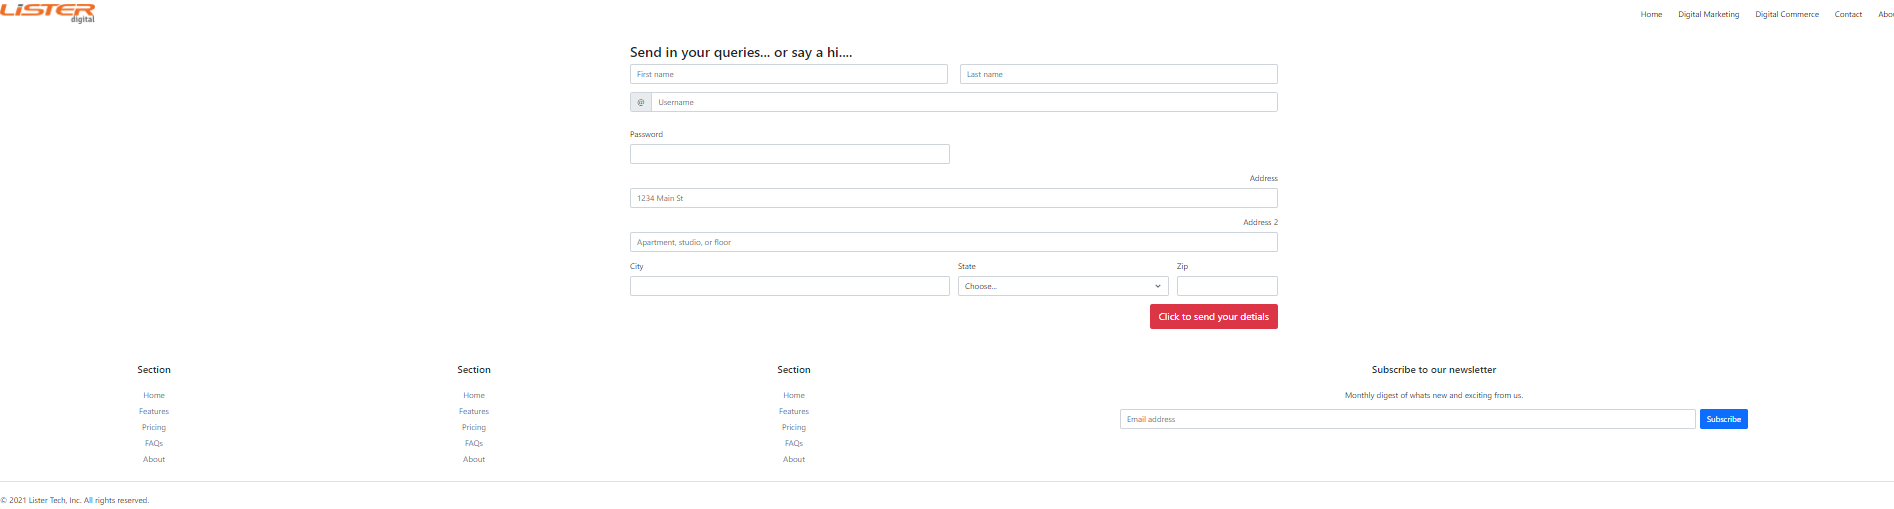 LiSTER
digital
Home Digital Marketing Digital Commerce Contact Abou
Send in your queries... or say a hi....
First name Last name
@ Username
Password
Address
1234 Main St
Address 2
Apartment, studio, or floor
City State Zip
Choose...
Click to send your detials
Section Section Section Subscribe to our newsletter
Home Home Home Monthly digest of whats new and exciting from us.
Features Features Features
Pricing Pricing Pricing Email address Subscribe
FAQs FAQs FAQs
About About About
© 2021 Lister Tech, Inc. All rights reserved.